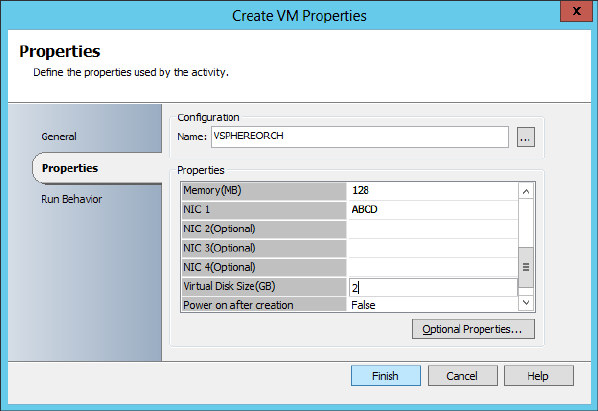 Create VM Properties
x
Properties
Define the properties used by the activity.
General
Properties
Run Behavior
Configuration
Name: VSPHEREORCH ...
Properties
Memory(MB) 128
NIC 1 ABCD
NIC 2(Optional)
NIC 3(Optional)
NIC 4(Optional)
Virtual Disk Size(GB) 2
Power on after creation False
Optional Properties...
Finish Cancel Help